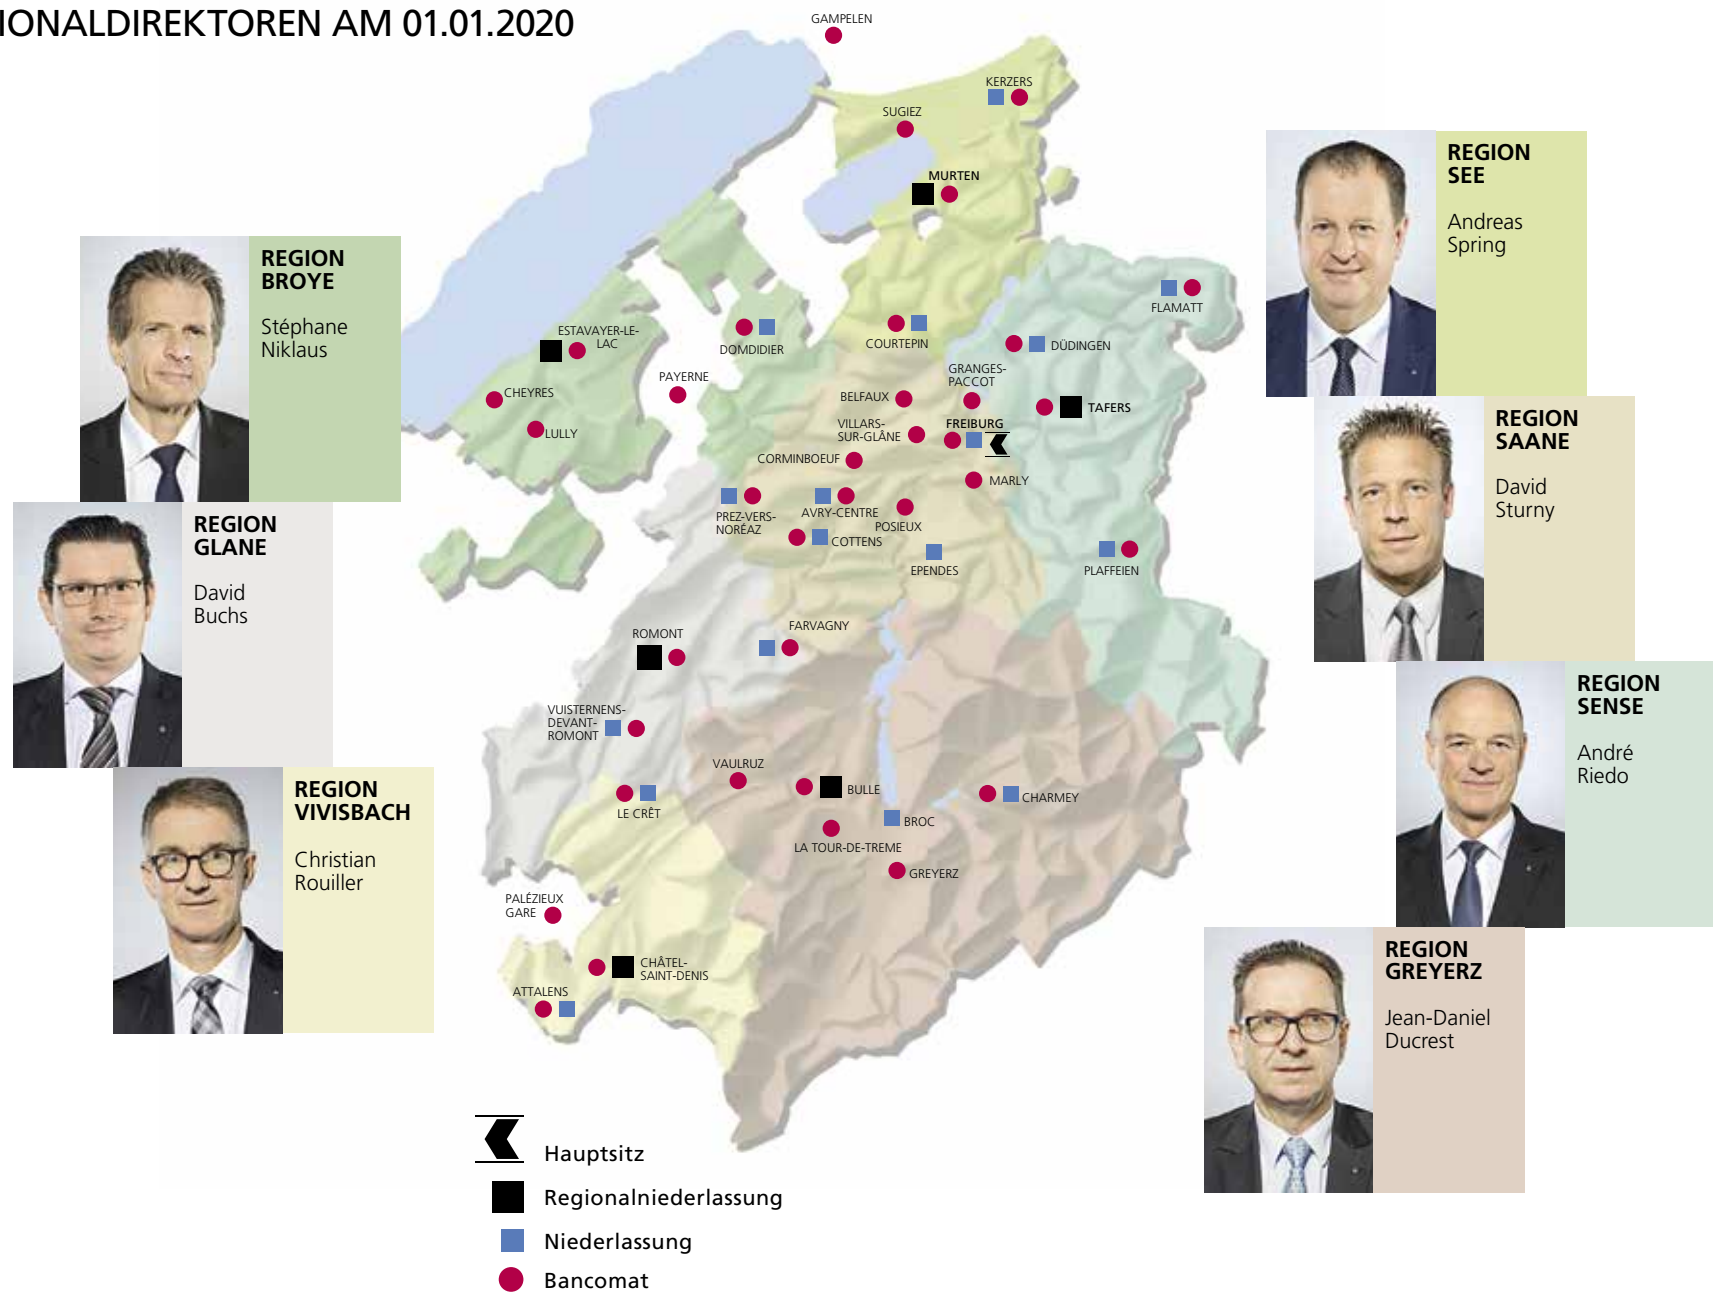 IONALDIREKTOREN AM 01.01.2020
GAMPELEN
KERZERS
SUGIEZ
MURTEN
FLAMATT
ESTAVAYER-LE-
LAC
DOMDIDIER
COURTEPIN
DÜDINGEN
PAYERNE
GRANGES-
PACCOT
CHEYRES
BELFAUX
TAFERS
LULLY
VILLARS-
SUR-GLÂNE
FREIBURG
CORMINBOEUF
MARLY
PREZ-VERS-
NORÉAZ
AVRY-CENTRE
POSIEUX
COTTENS
EPENDES
PLAFFEIEN
ROMONT
FARVAGNY
VUISTERNENS-
DEVANT-
ROMONT
VAULRUZ
BULLE
CHARMEY
LE CRÊT
BROC
LA TOUR-DE-TREME
GREYERZ
PALÉZIEUX
GARE
CHÂTEL-
SAINT-DENIS
ATTALENS
REGION
BROYE
Stéphane
Niklaus
REGION
GLANE
David
Buchs
REGION
VIVISBACH
Christian
Rouiller
REGION
SEE
Andreas
Spring
REGION
SAANE
David
Sturny
REGION
SENSE
André
Riedo
REGION
GREYERZ
Jean-Daniel
Ducrest
Hauptsitz
Regionalniederlassung
Niederlassung
Bancomat